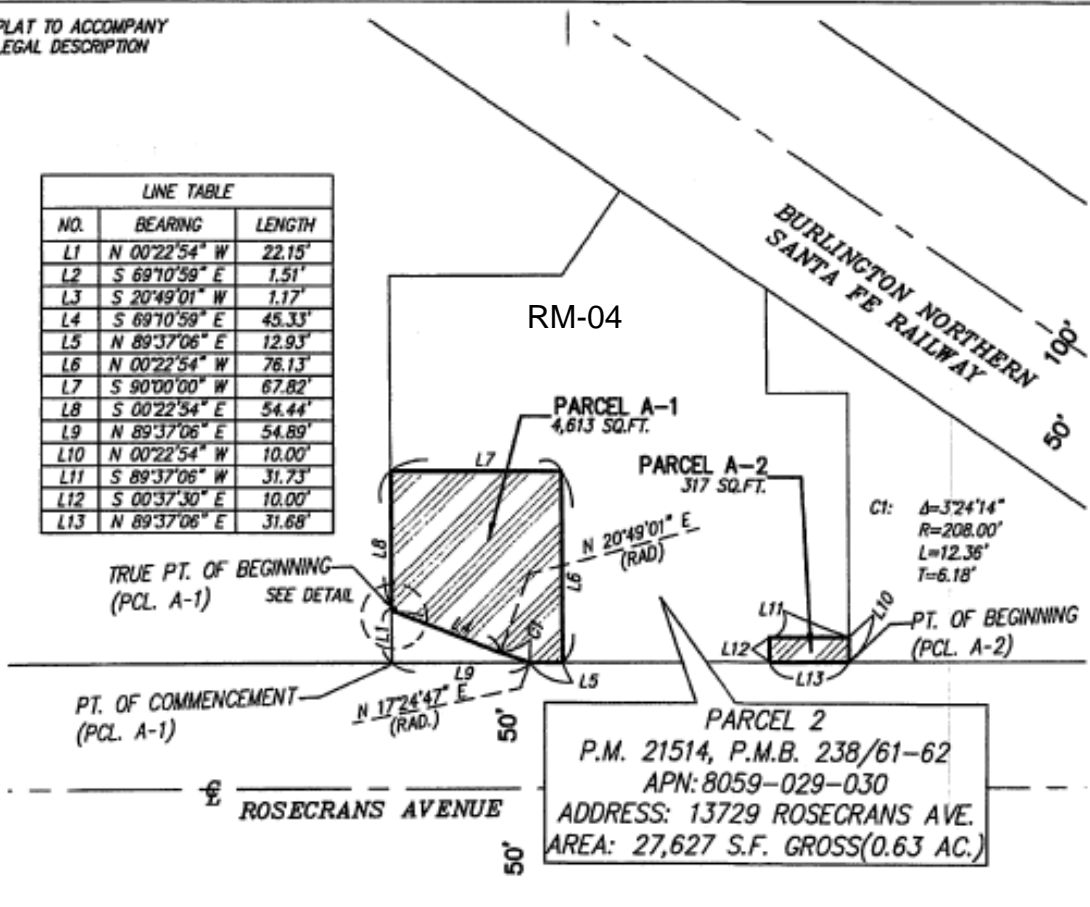 PLAT TO ACCOMPANY
LEGAL DESCRIPTION
LINE TABLE
NO. BEARING LENGTH
L1 N 00°22'54" W 22.15'
L2 S 69°10'59" E 1.51'
L3 S 20°49'01" W 1.17'
L4 S 69°10'59" E 45.33'
L5 N 89°37'06" E 12.93'
L6 N 00°22'54" W 76.13'
L7 S 90°00'00" W 67.82'
L8 S 00°22'54" E 54.44'
L9 N 89°37'06" E 54.89'
L10 N 00°22'54" W 10.00'
L11 S 89°37'06" W 31.73'
L12 S 00°37'30" E 10.00'
L13 N 89°37'06" E 31.68'
BURLINGTON NORTHERN
SANTA FE RAILWAY
100'
50'
RM-04
PARCEL A-1
4,613 SQ.FT.
L7
PARCEL A-2
317 SQ.FT.
C1: Δ=3°24'14"
R=208.00'
L=12.36'
T=6.18'
N 20°49'01" E
(RAD)
L8
L6
TRUE PT. OF BEGINNING
(PCL. A-1)
SEE DETAIL
L1
L4
C1
L9
L5
L11
L10
L12
L13
PT. OF BEGINNING
(PCL. A-2)
PT. OF COMMENCEMENT
(PCL. A-1)
N 17°24'47" E
(RAD.)
50'
PARCEL 2
P.M. 21514, P.M.B. 238/61-62
APN: 8059-029-030
ADDRESS: 13729 ROSECRANS AVE.
AREA: 27,627 S.F. GROSS(0.63 AC.)
℄ ROSECRANS AVENUE
50'